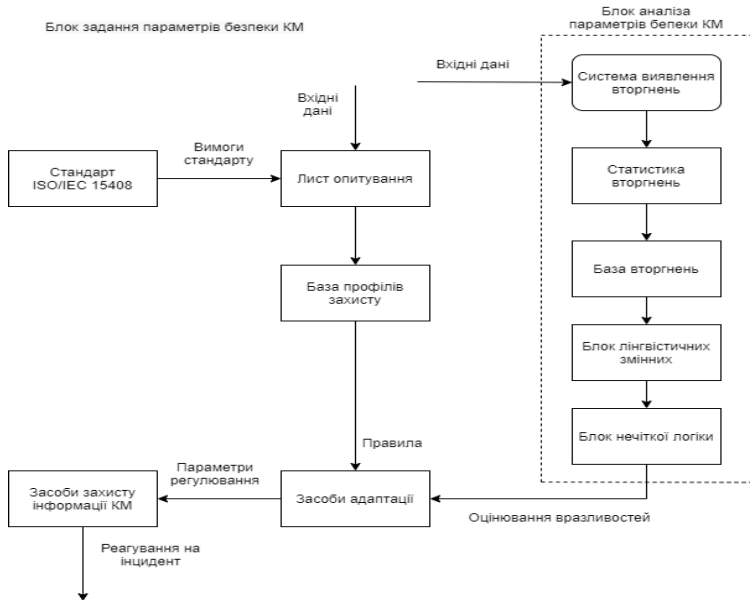 Блок задання параметрів безпеки КМ
Блок аналіза
параметрів бепеки КМ
Вхідні дані
Система виявлення
вторгнень
Вхідні
дані
Вимоги
стандарту
Стандарт
ISO/IEC 15408
Лист опитування
Статистика
вторгнень
База вторгнень
База профілів
захисту
Блок лінгвістичних
змінних
Блок нечіткої логіки
Правила
Параметри
регулювання
Засоби захисту
інформації КМ
Засоби адаптації
Оцінювання вразливостей
Реагування на
інцидент